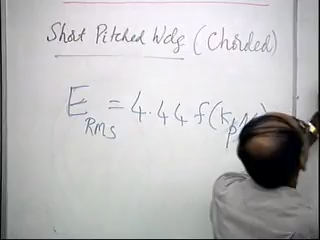 Short Pitched Wdg (Chorded)
E RMS = 4.44 f (kp